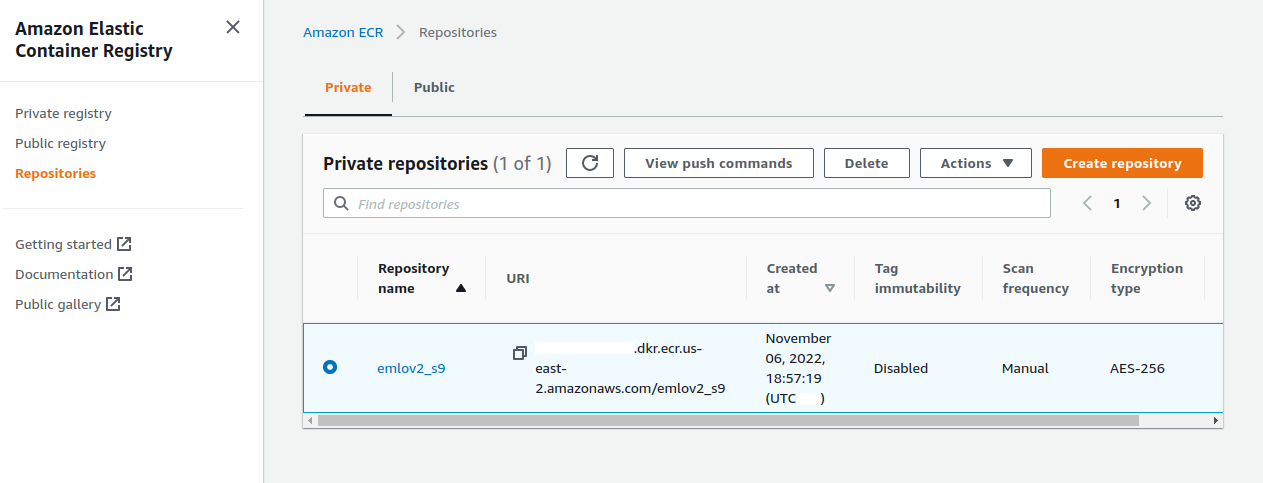 Amazon Elastic
Container Registry
Private registry
Public registry
Repositories
Getting started
Documentation
Public gallery
Amazon ECR
Repositories
Private
Public
Private repositories (1 of 1)
View push commands
Delete
Actions
Create repository
Find repositories
1
Repository
name
URI
Created
at
Tag
immutability
Scan
frequency
Encryption
type
emlov2_s9
.dkr.ecr.us-
east-
2.amazonaws.com/emlov2_s9
November
06, 2022,
18:57:19
(UTC )
Disabled
Manual
AES-256